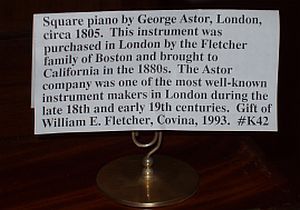 Square piano by George Astor, London,
circa 1805. This instrument was
purchased in London by the Fletcher
family of Boston and brought to
California in the 1880s. The Astor
company was one of the most well-known
instrument makers in London during the
late 18th and early 19th centuries. Gift of
William E. Fletcher, Covina, 1993. #K42